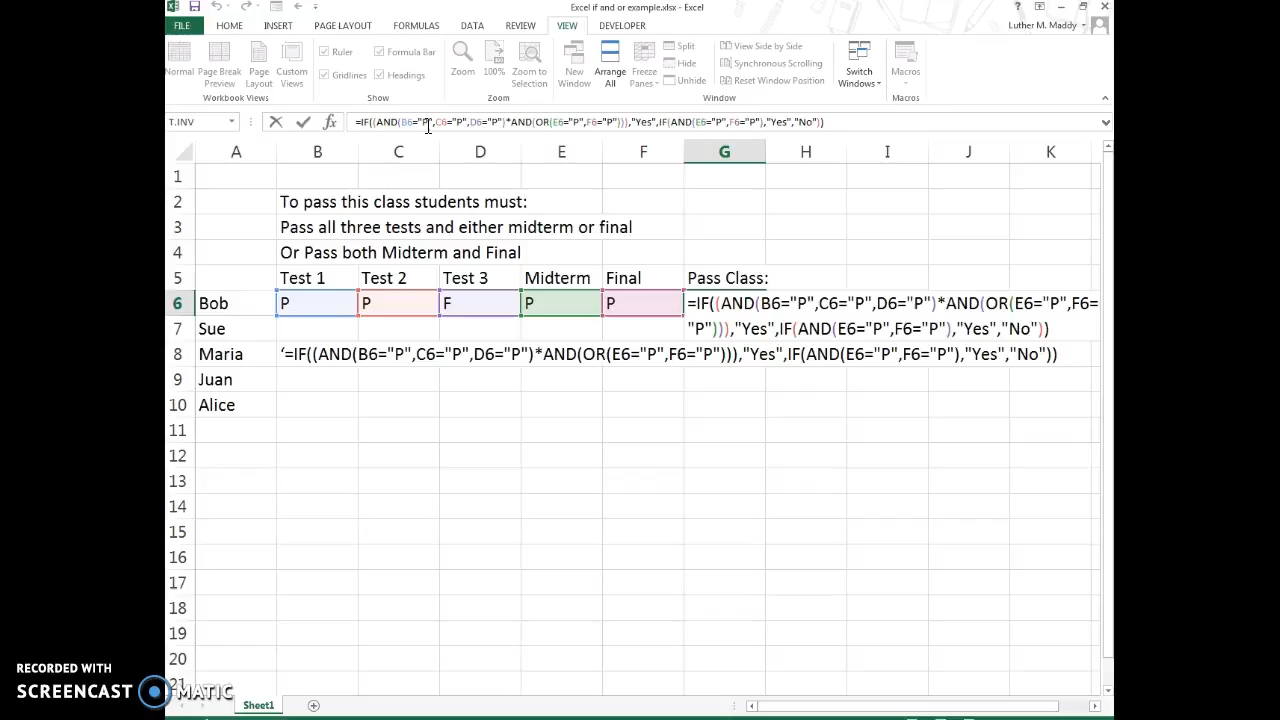 Excel if and or example.xlsx - Excel
?
FILE HOME INSERT PAGE LAYOUT FORMULAS DATA REVIEW VIEW DEVELOPER Luther M. Maddy
Normal Page Break Preview Page Layout Custom Views
Workbook Views
Ruler Formula Bar
Gridlines Headings
Show
Zoom 100% Zoom to Selection
Zoom
New Window Arrange All Freeze Panes
Split
Hide
Unhide
View Side by Side
Synchronous Scrolling
Reset Window Position
Switch Windows
Window
Macros
Macros
T.INV fx =IF((AND(B6="P",C6="P",D6="P")*AND(OR(E6="P",F6="P"))),"Yes",IF(AND(E6="P",F6="P"),"Yes","No"))
A B C D E F G H I J K
1
2 To pass this class students must:
3 Pass all three tests and either midterm or final
4 Or Pass both Midterm and Final
5 Test 1 Test 2 Test 3 Midterm Final Pass Class:
6 Bob P P F P P =IF((AND(B6="P",C6="P",D6="P")*AND(OR(E6="P",F6=
7 Sue "P"))),"Yes",IF(AND(E6="P",F6="P"),"Yes","No"))
8 Maria ‘=IF((AND(B6="P",C6="P",D6="P")*AND(OR(E6="P",F6="P"))),"Yes",IF(AND(E6="P",F6="P"),"Yes","No"))
9 Juan
10 Alice
11
12
13
14
15
16
17
18
19
20
21
Sheet1
RECORDED WITH
SCREENCAST MATIC